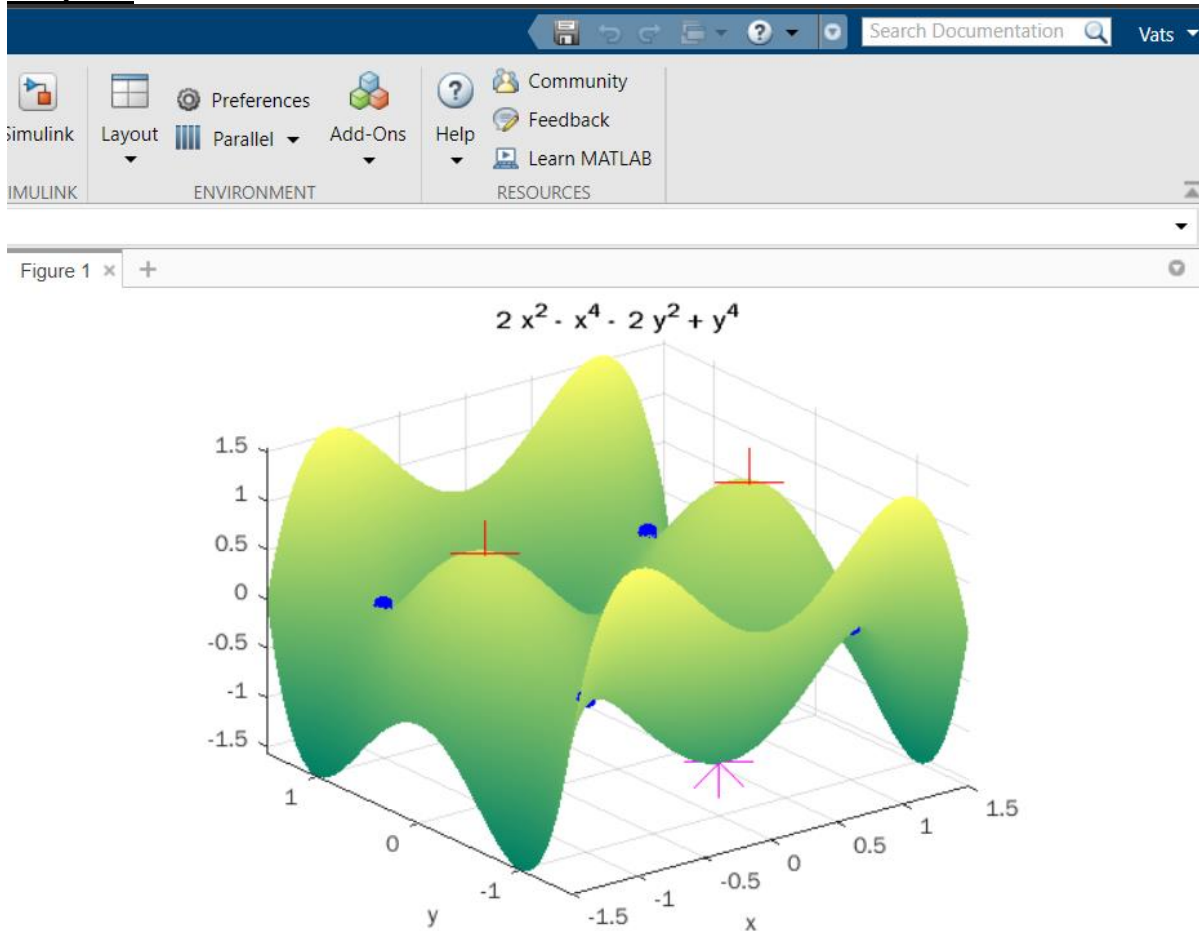 Search Documentation
Vats
Simulink
Layout
Preferences
Parallel
Add-Ons
Help
Community
Feedback
Learn MATLAB
IMULINK
ENVIRONMENT
RESOURCES
Figure 1
2 x² - x⁴ - 2 y² + y⁴
1.5
1
0.5
0
-0.5
-1
-1.5
1
0
-1
y
-1.5
-1
-0.5
0
0.5
1
1.5
x